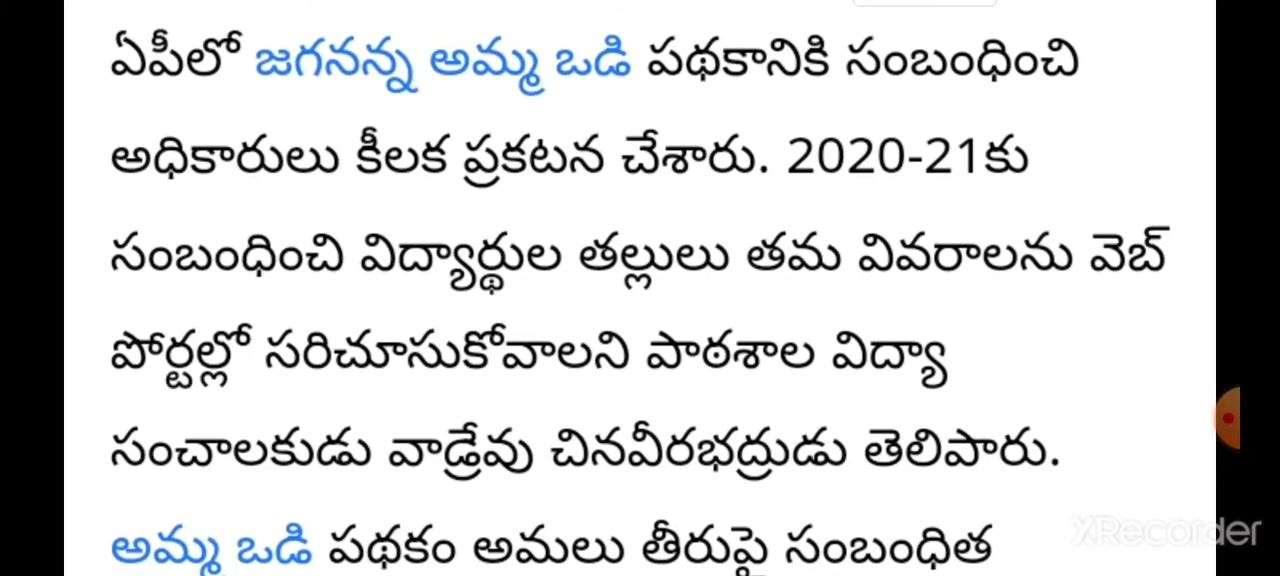 ఏపీలో జగనన్న అమ్మ ఒడి పథకానికి సంబంధించి
అధికారులు కీలక ప్రకటన చేశారు. 2020-21కు
సంబంధించి విద్యార్థుల తల్లులు తమ వివరాలను వెబ్
పోర్టల్లో సరిచూసుకోవాలని పాఠశాల విద్యా
సంచాలకుడు వాడ్రేవు చినవీరభద్రుడు తెలిపారు.
అమ్మ ఒడి పథకం అమలు తీరుపై సంబంధిత
XRecorder